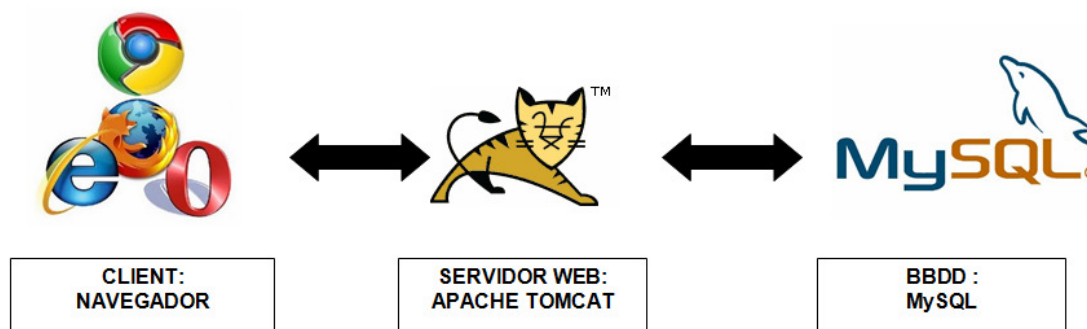 TM
MySQL
CLIENT:
NAVEGADOR
SERVIDOR WEB:
APACHE TOMCAT
BBDD :
MySQL